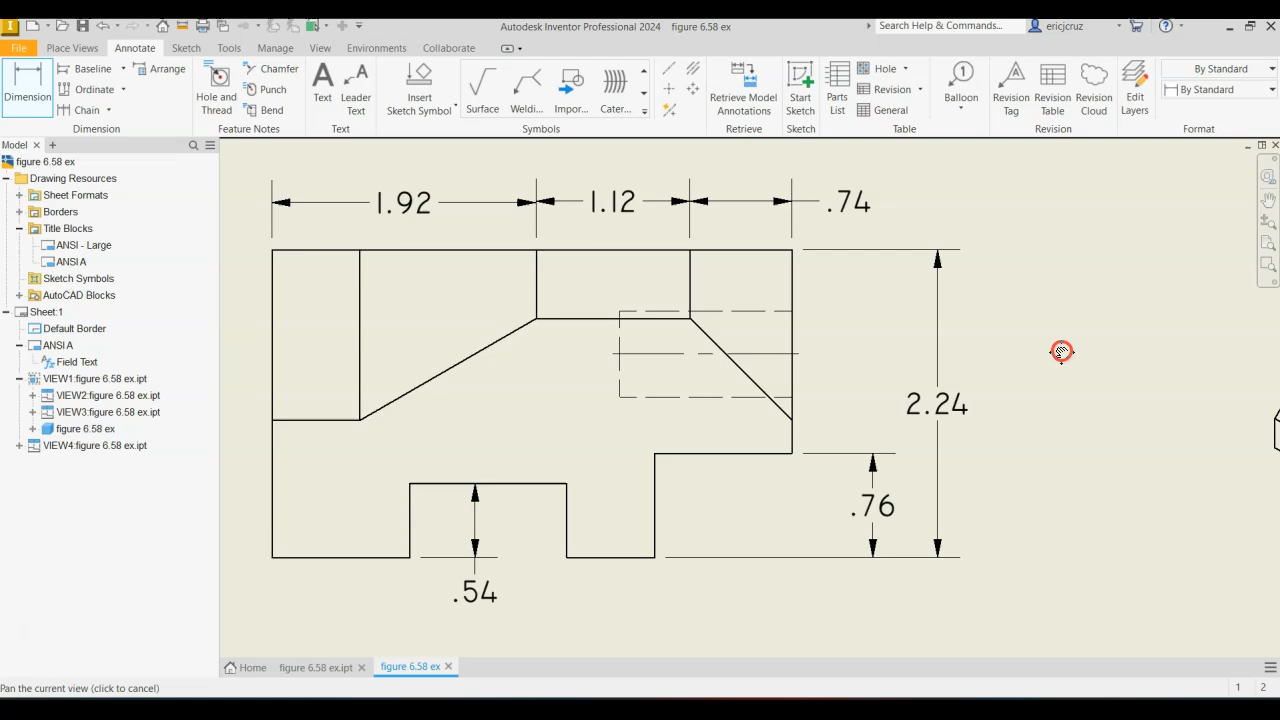 Autodesk Inventor Professional 2024 figure 6.58 ex
Search Help & Commands...
ericjcruz
File
Place Views
Annotate
Sketch
Tools
Manage
View
Environments
Collaborate
Dimension
Baseline
Arrange
Ordinate
Chain
Dimension
Hole and Thread
Chamfer
Punch
Bend
Feature Notes
Text
Leader Text
Text
Insert Sketch Symbol
Surface
Weldi...
Impor...
Cater...
Symbols
Retrieve Model Annotations
Retrieve
Start Sketch
Sketch
Parts List
Hole
Revision
General
Table
Balloon
Revision Tag
Revision Table
Revision Cloud
Revision
Edit Layers
By Standard
By Standard
Format
Model
figure 6.58 ex
Drawing Resources
Sheet Formats
Borders
Title Blocks
ANSI - Large
ANSI A
Sketch Symbols
AutoCAD Blocks
Sheet:1
Default Border
ANSI A
Field Text
VIEW1:figure 6.58 ex.ipt
VIEW2:figure 6.58 ex.ipt
VIEW3:figure 6.58 ex.ipt
figure 6.58 ex
VIEW4:figure 6.58 ex.ipt
1.92
1.12
.74
2.24
.76
.54
Home
figure 6.58 ex.ipt
figure 6.58 ex
Pan the current view (click to cancel)
1
2